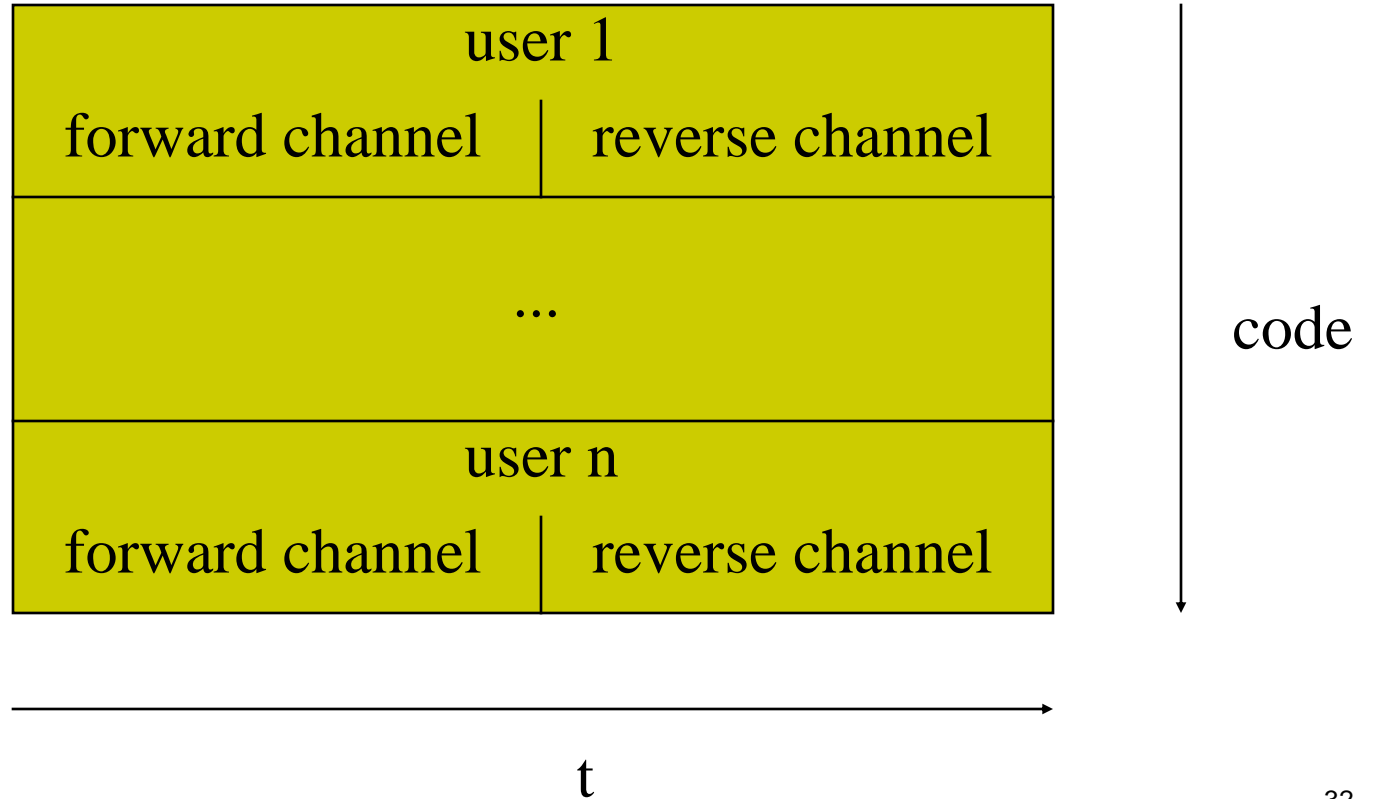 user 1
forward channel reverse channel
...
code
user n
forward channel reverse channel
t